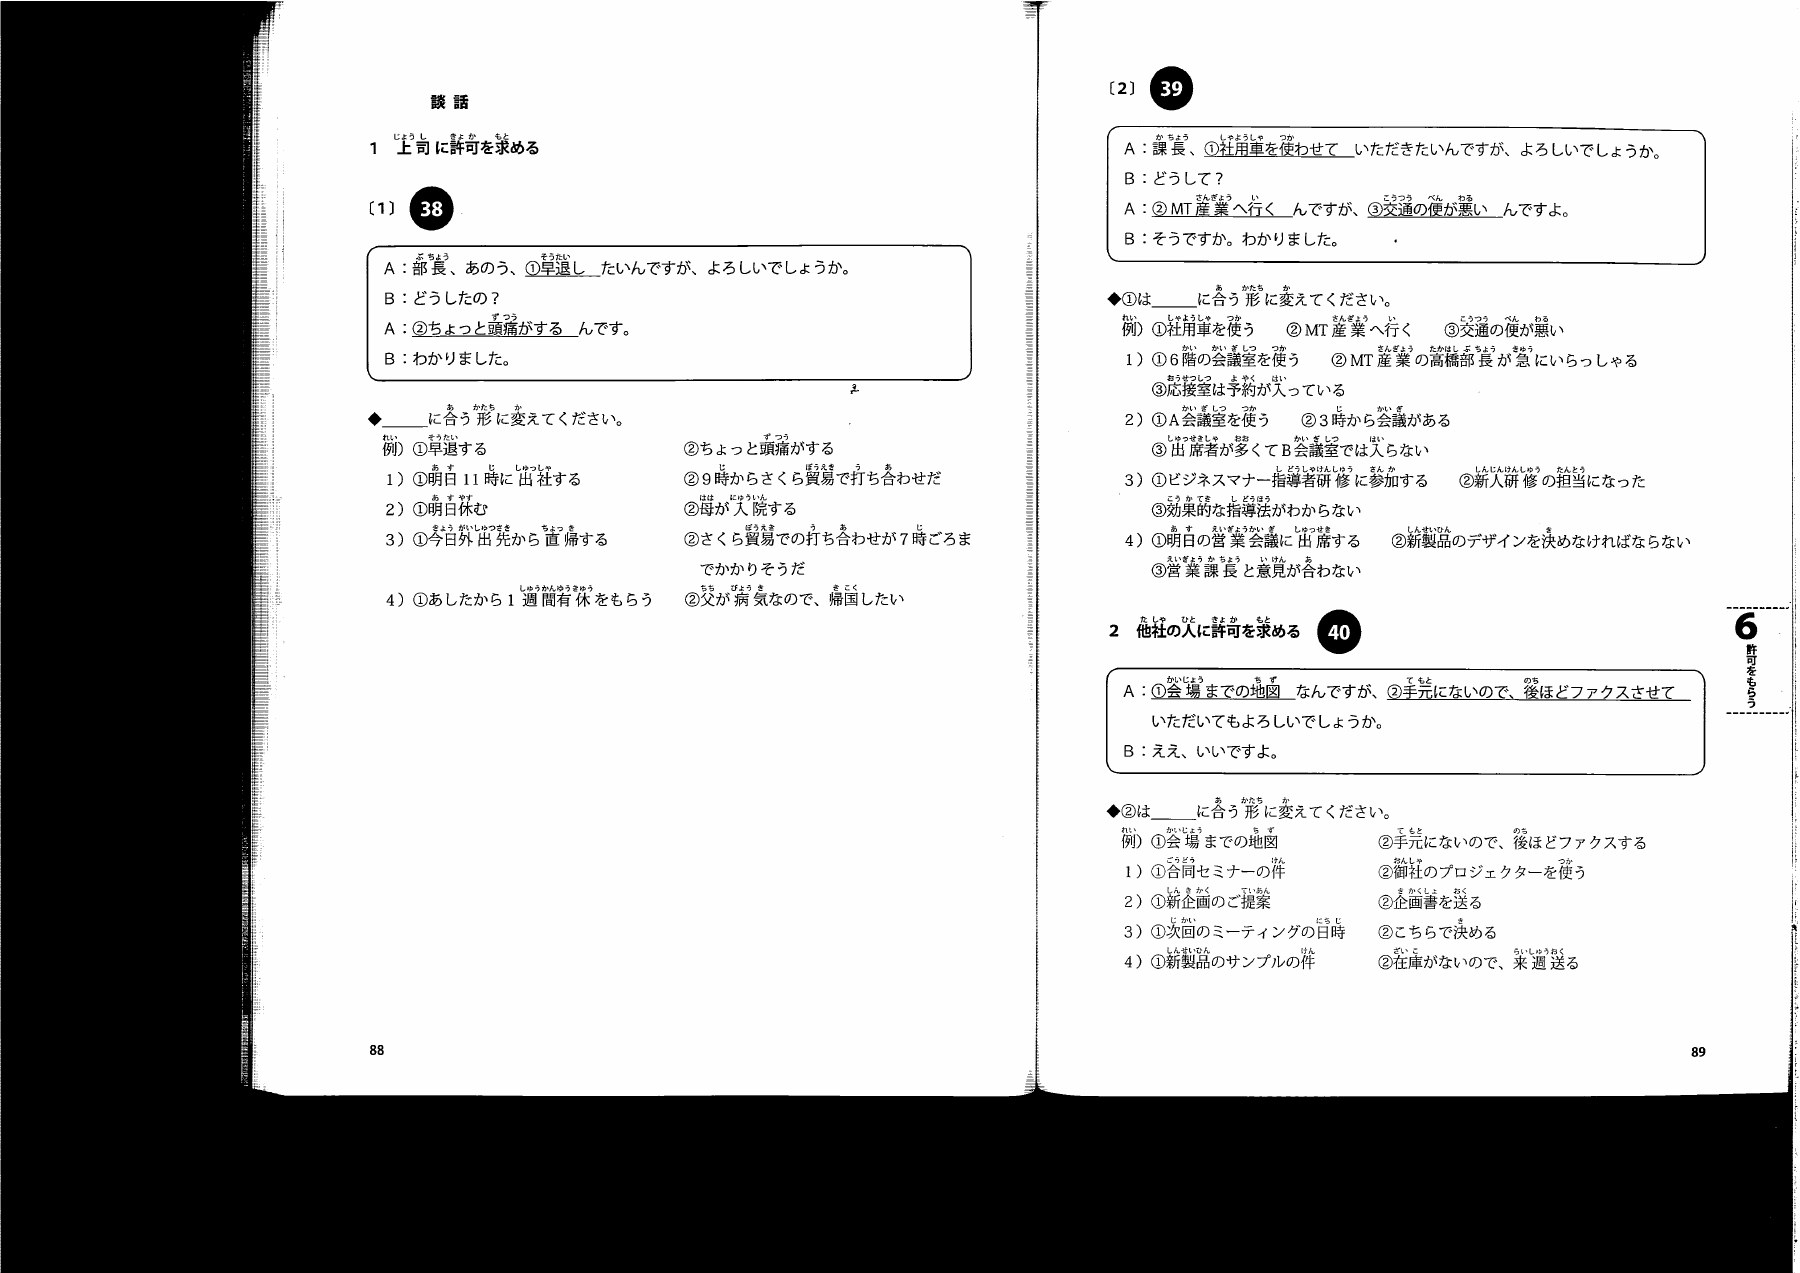 談話
1 上司に許可を求める
〔1〕 38
A:部長、あのう、①早退し たいんですが、よろしいでしょうか。
B:どうしたの?
A:②ちょっと頭痛がする んです。
B:わかりました。
◆____に合う形に変えてください。
例)①早退する ②ちょっと頭痛がする
1)①明日11時に出社する ②9時からさくら貿易で打ち合わせだ
2)①明日休む ②母が入院する
3)①今日外出先から直帰する ②さくら貿易での打ち合わせが7時ごろま
でかかりそうだ
4)①あしたから1週間有休をもらう ②父が病気なので、帰国したい
88
〔2〕 39
A:課長、①社用車を使わせて いただきたいんですが、よろしいでしょうか。
B:どうして?
A:②MT産業へ行く んですが、③交通の便が悪い んですよ。
B:そうですか。わかりました。
◆①は____に合う形に変えてください。
例)①社用車を使う ②MT産業へ行く ③交通の便が悪い
1)①6階の会議室を使う ②MT産業の高橋部長が急にいらっしゃる
③応接室は予約が入っている
2)①A会議室を使う ②3時から会議がある
③出席者が多くてB会議室では入らない
3)①ビジネスマナー指導者研修に参加する ②新人研修の担当になった
③効果的な指導法がわからない
4)①明日の営業会議に出席する ②新製品のデザインを決めなければならない
③営業課長と意見が合わない
2 他社の人に許可を求める 40
A:①会場までの地図 なんですが、②手元にないので、後ほどファクスさせて
いただいてもよろしいでしょうか。
B:ええ、いいですよ。
◆②は____に合う形に変えてください。
例)①会場までの地図 ②手元にないので、後ほどファクスする
1)①合同セミナーの件 ②御社のプロジェクターを使う
2)①新企画のご提案 ②企画書を送る
3)①次回のミーティングの日時 ②こちらで決める
4)①新製品のサンプルの件 ②在庫がないので、来週送る
6
許可をもらう
89